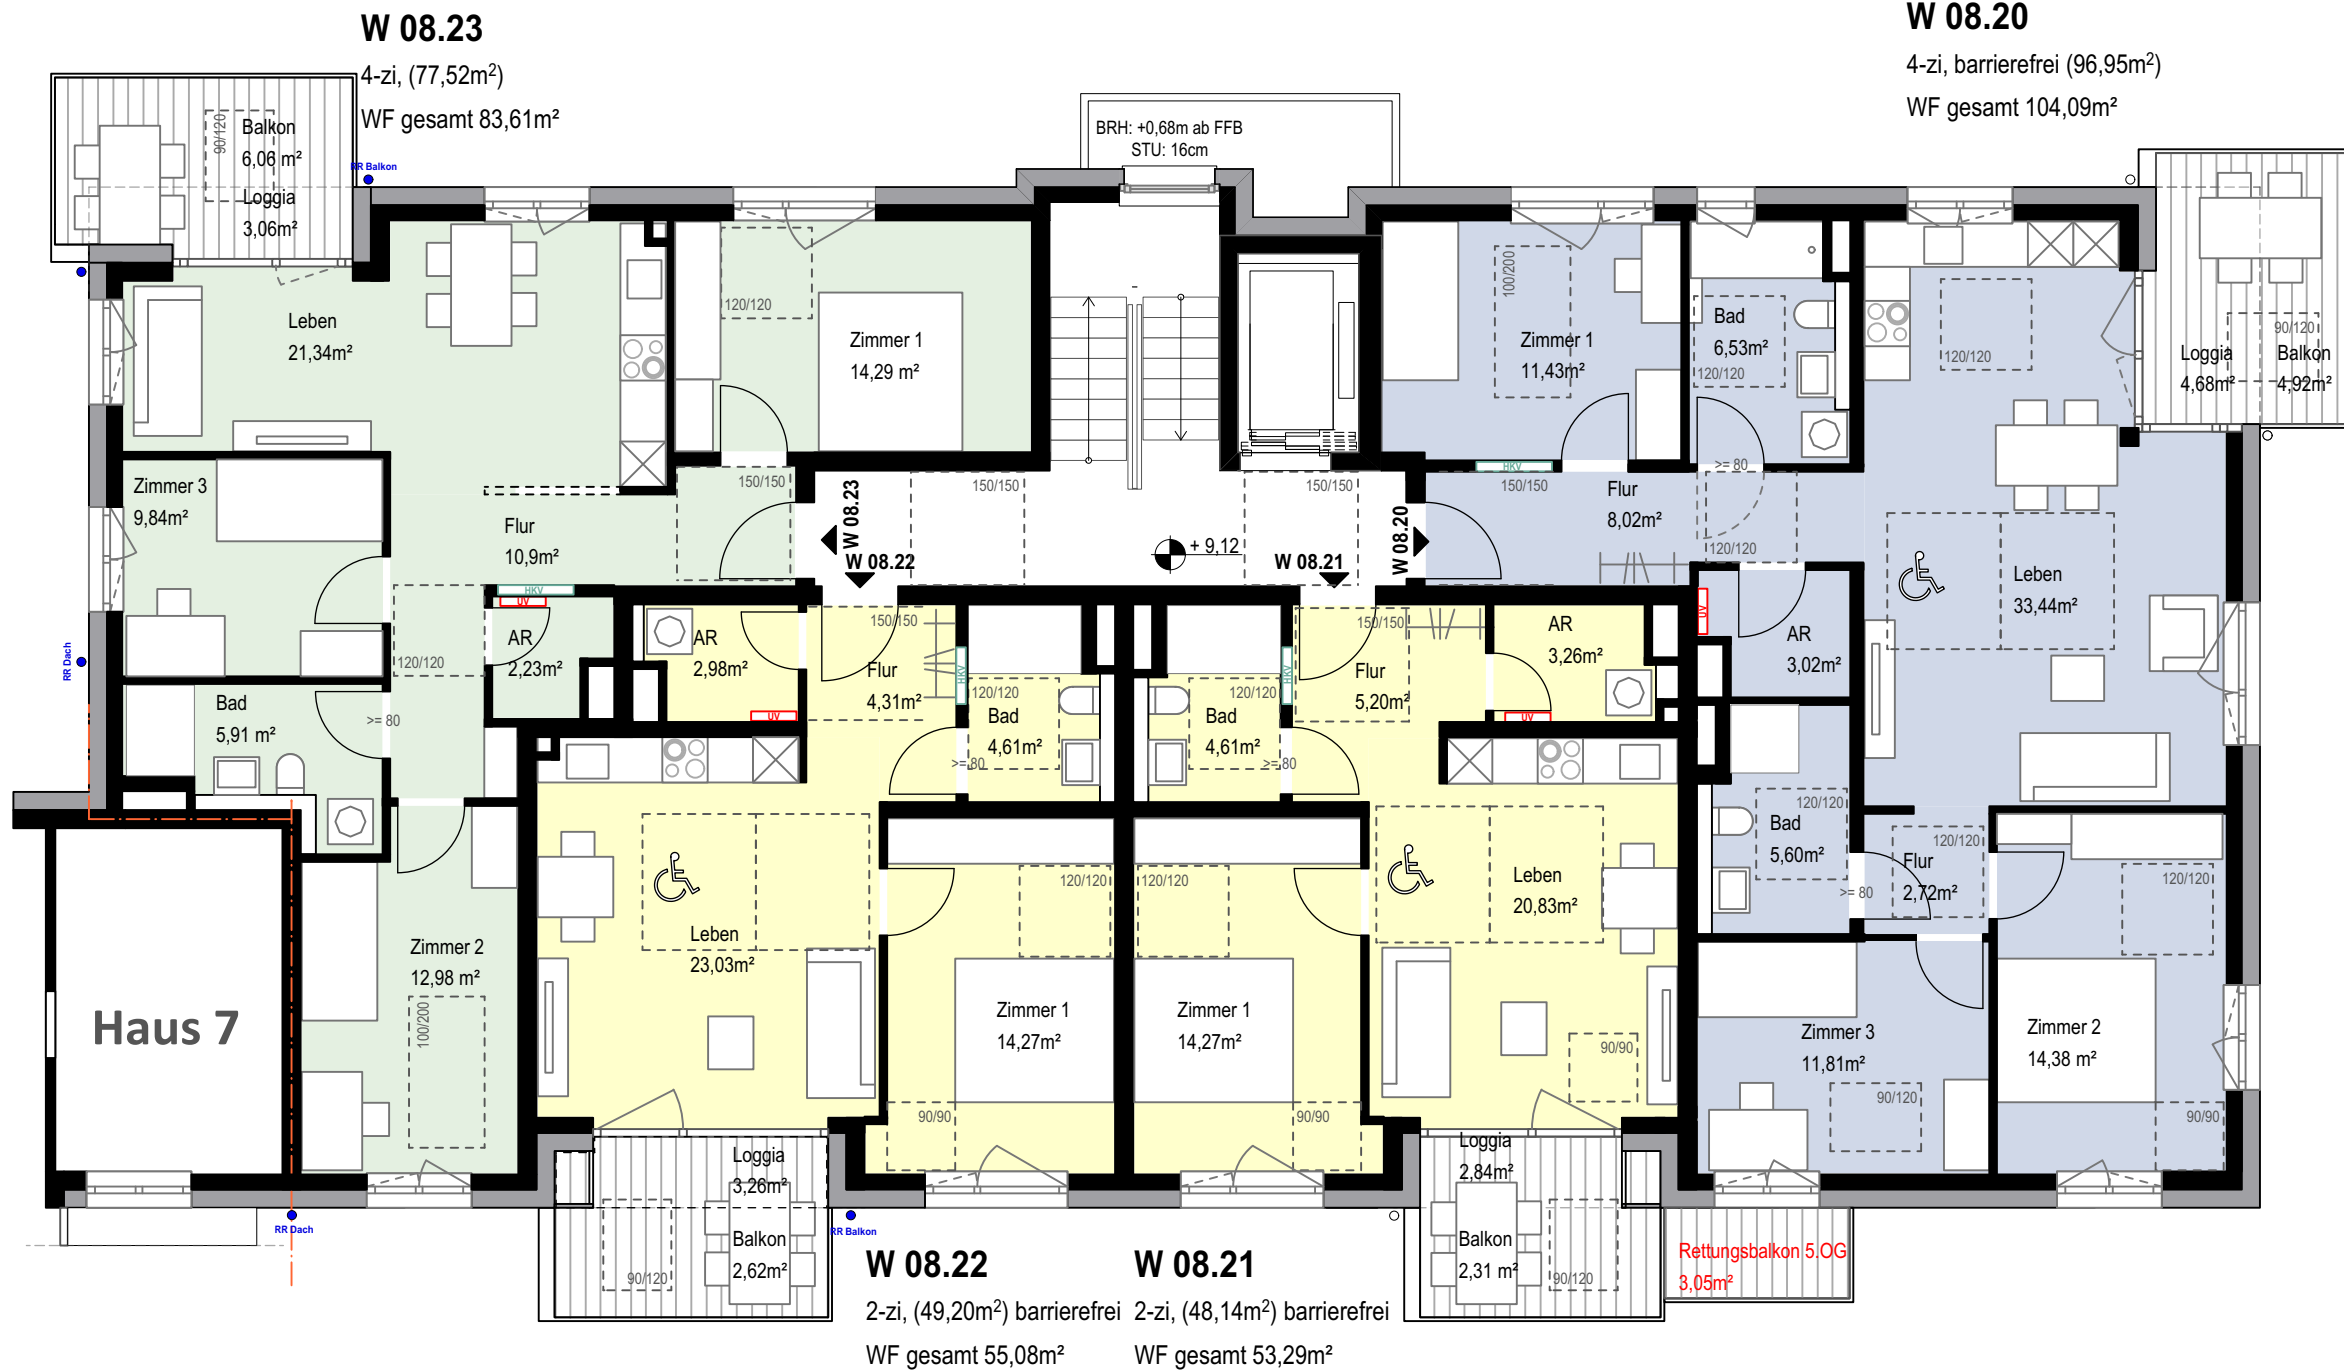 W 08.23
4-zi, (77,52m²)
WF gesamt 83,61m²
W 08.20
4-zi, barrierefrei (96,95m²)
WF gesamt 104,09m²
BRH: +0,68m ab FFB
STU: 16cm
90/120
Balkon
6,06 m²
Loggia
3,06m²
RR Balkon
Leben
21,34m²
120/120
Zimmer 1
14,29 m²
100/200
Zimmer 1
11,43m²
Bad
6,53m²
120/120
120/120
90/120
Loggia
4,68m²
Balkon
4,92m²
Zimmer 3
9,84m²
Flur
10,9m²
150/150
W 08.23
W 08.22
150/150
+ 9,12
150/150
W 08.21
W 08.20
HKV
150/150
Flur
8,02m²
>= 80
120/120
Leben
33,44m²
HKV
UV
AR
2,23m²
120/120
RR Dach
Bad
5,91 m²
>= 80
AR
2,98m²
UV
150/150
Flur
4,31m²
HKV
120/120
Bad
4,61m²
>= 80
120/120
Bad
4,61m²
>= 80
HKV
150/150
Flur
5,20m²
AR
3,26m²
UV
UV
AR
3,02m²
120/120
Bad
5,60m²
>= 80
120/120
Flur
2,72m²
120/120
Zimmer 2
12,98 m²
100/200
Haus 7
Leben
23,03m²
120/120
Zimmer 1
14,27m²
90/90
120/120
Zimmer 1
14,27m²
90/90
Leben
20,83m²
90/90
Zimmer 3
11,81m²
90/120
Zimmer 2
14,38 m²
90/90
RR Dach
Loggia
3,26m²
Balkon
2,62m²
90/120
RR Balkon
Loggia
2,84m²
Balkon
2,31 m²
90/120
Rettungsbalkon 5.OG
3,05m²
W 08.22
2-zi, (49,20m²) barrierefrei
WF gesamt 55,08m²
W 08.21
2-zi, (48,14m²) barrierefrei
WF gesamt 53,29m²